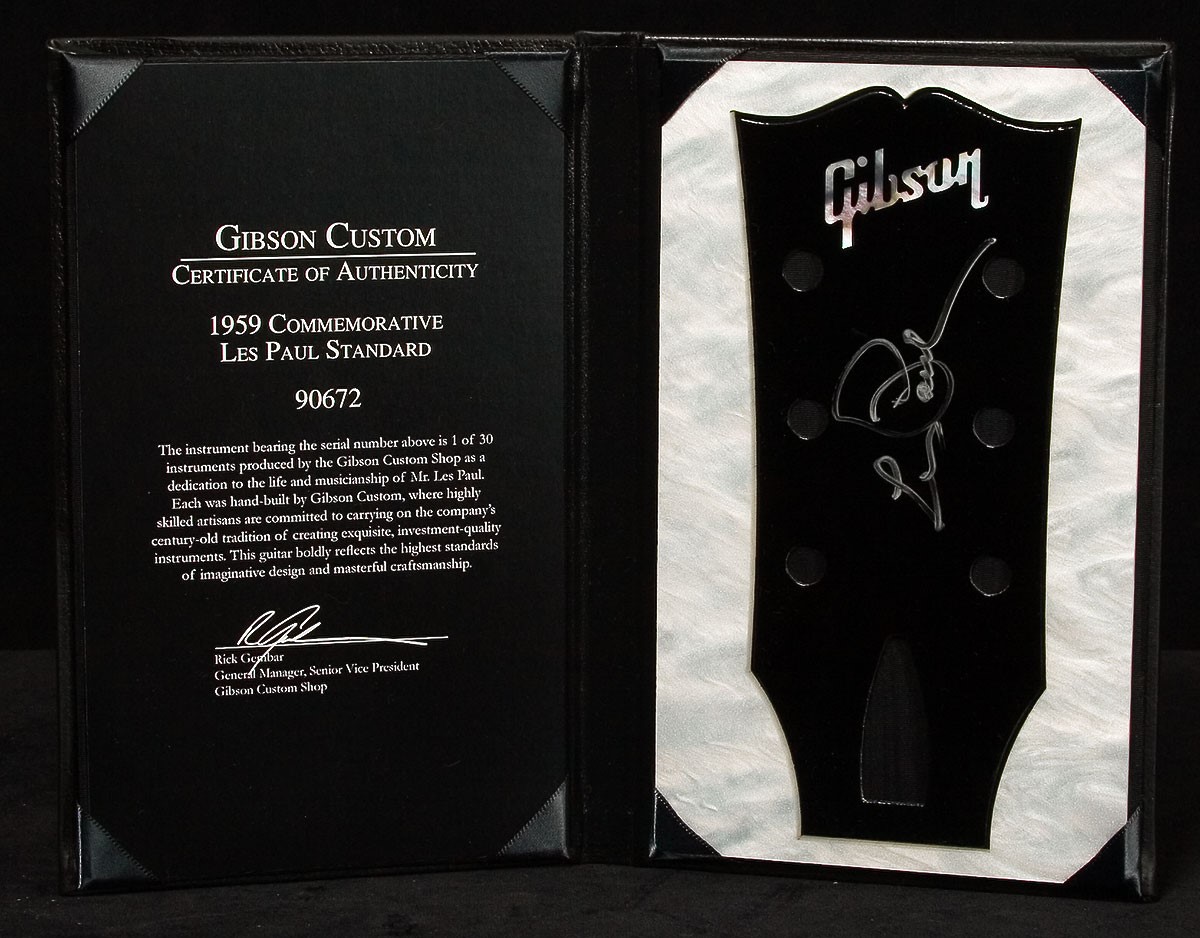 Gibson Custom
Certificate of Authenticity
1959 Commemorative
Les Paul Standard
90672
The instrument bearing the serial number above is 1 of 30
instruments produced by the Gibson Custom Shop as a
dedication to the life and musicianship of Mr. Les Paul.
Each was hand-built by Gibson Custom, where highly
skilled artisans are committed to carrying on the company's
century-old tradition of creating exquisite, investment-quality
instruments. This guitar boldly reflects the highest standards
of imaginative design and masterful craftsmanship.
Rick Gembar
General Manager, Senior Vice President
Gibson Custom Shop
Gibson
Les Paul